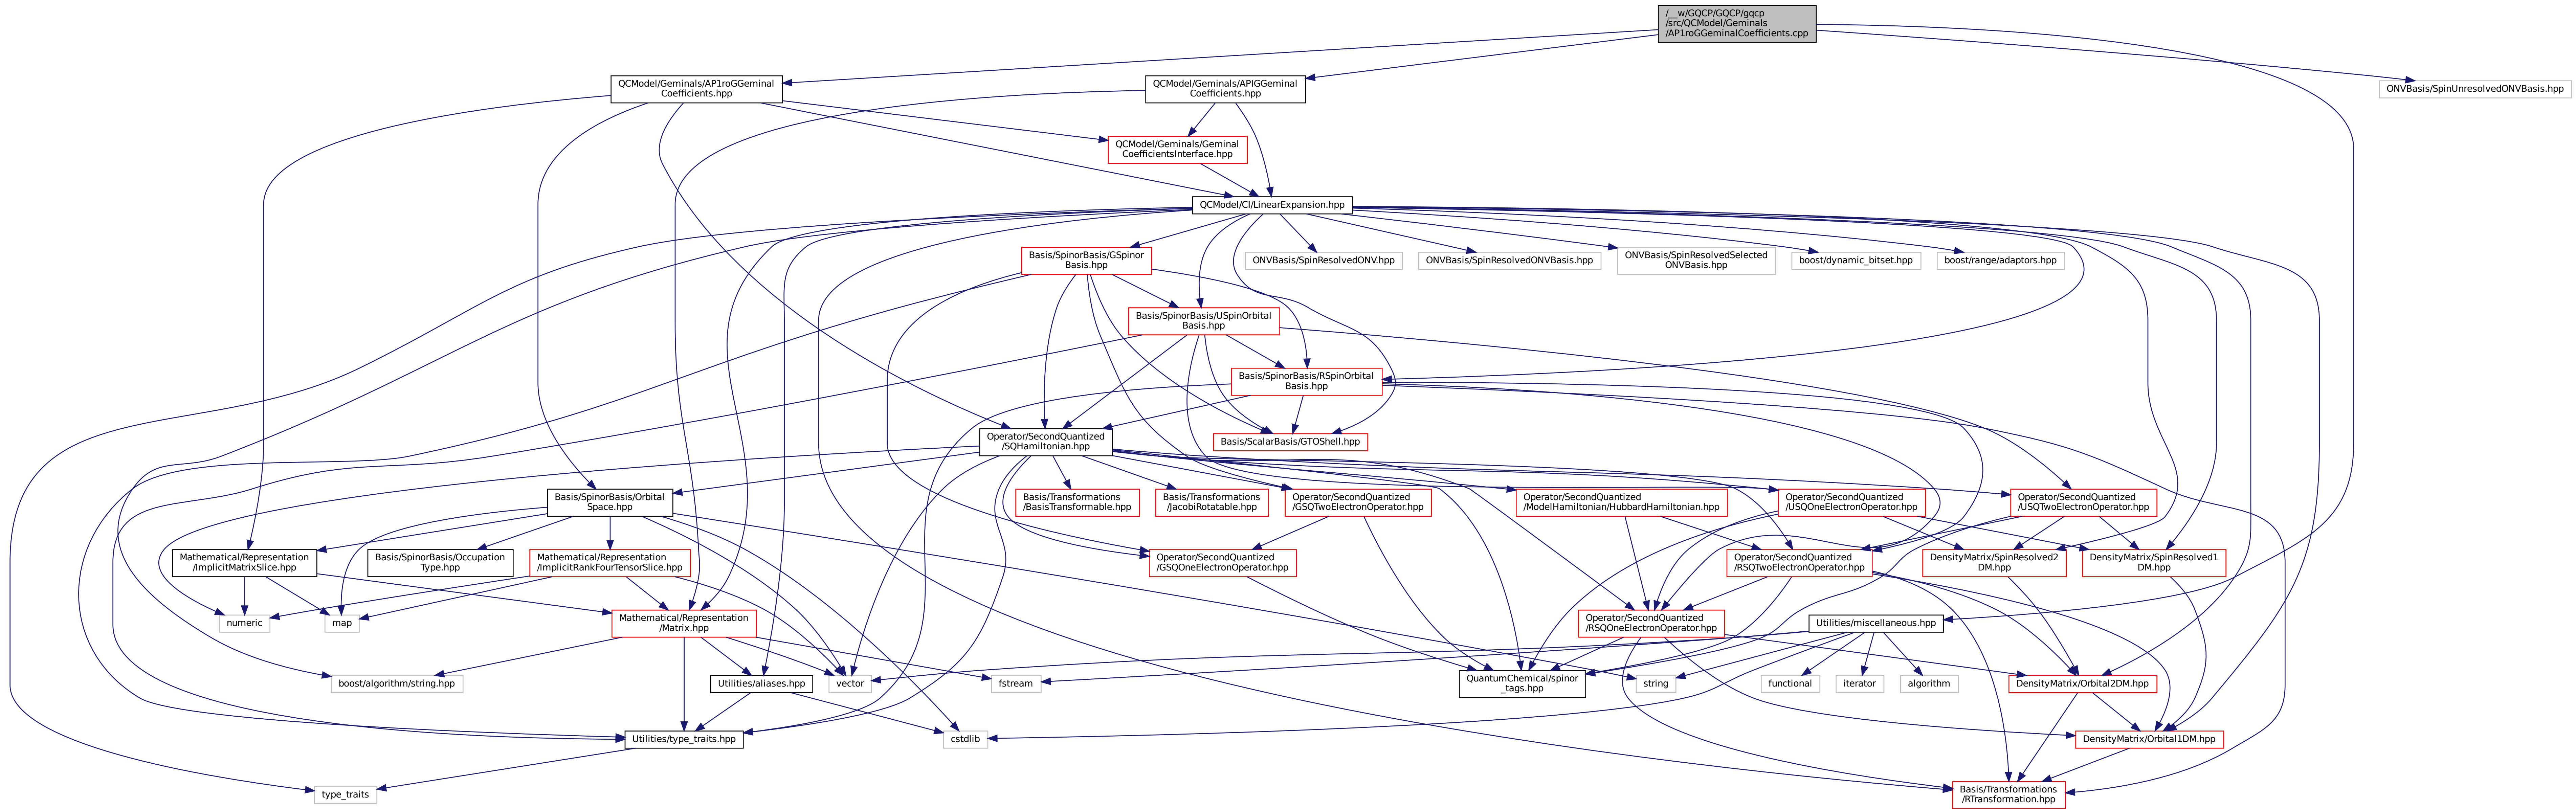 /__w/GQCP/GQCP/gqcp
/src/QCModel/Geminals
/AP1roGGeminalCoefficients.cpp
QCModel/Geminals/AP1roGGeminal
Coefficients.hpp
QCModel/Geminals/APIGGeminal
Coefficients.hpp
ONVBasis/SpinUnresolvedONVBasis.hpp
QCModel/Geminals/Geminal
CoefficientsInterface.hpp
QCModel/CI/LinearExpansion.hpp
Basis/SpinorBasis/GSpinor
Basis.hpp
ONVBasis/SpinResolvedONV.hpp
ONVBasis/SpinResolvedONVBasis.hpp
ONVBasis/SpinResolvedSelected
ONVBasis.hpp
boost/dynamic_bitset.hpp
boost/range/adaptors.hpp
Basis/SpinorBasis/USpinOrbital
Basis.hpp
Basis/SpinorBasis/RSpinOrbital
Basis.hpp
Operator/SecondQuantized
/SQHamiltonian.hpp
Basis/ScalarBasis/GTOShell.hpp
Basis/SpinorBasis/Orbital
Space.hpp
Basis/Transformations
/BasisTransformable.hpp
Basis/Transformations
/JacobiRotatable.hpp
Operator/SecondQuantized
/GSQTwoElectronOperator.hpp
Operator/SecondQuantized
/ModelHamiltonian/HubbardHamiltonian.hpp
Operator/SecondQuantized
/USQOneElectronOperator.hpp
Operator/SecondQuantized
/USQTwoElectronOperator.hpp
Mathematical/Representation
/ImplicitMatrixSlice.hpp
Basis/SpinorBasis/Occupation
Type.hpp
Mathematical/Representation
/ImplicitRankFourTensorSlice.hpp
Operator/SecondQuantized
/GSQOneElectronOperator.hpp
Operator/SecondQuantized
/RSQTwoElectronOperator.hpp
DensityMatrix/SpinResolved2
DM.hpp
DensityMatrix/SpinResolved1
DM.hpp
numeric
map
Mathematical/Representation
/Matrix.hpp
Operator/SecondQuantized
/RSQOneElectronOperator.hpp
Utilities/miscellaneous.hpp
boost/algorithm/string.hpp
Utilities/aliases.hpp
vector
fstream
QuantumChemical/spinor
_tags.hpp
string
functional
iterator
algorithm
DensityMatrix/Orbital2DM.hpp
Utilities/type_traits.hpp
cstdlib
DensityMatrix/Orbital1DM.hpp
type_traits
Basis/Transformations
/RTransformation.hpp